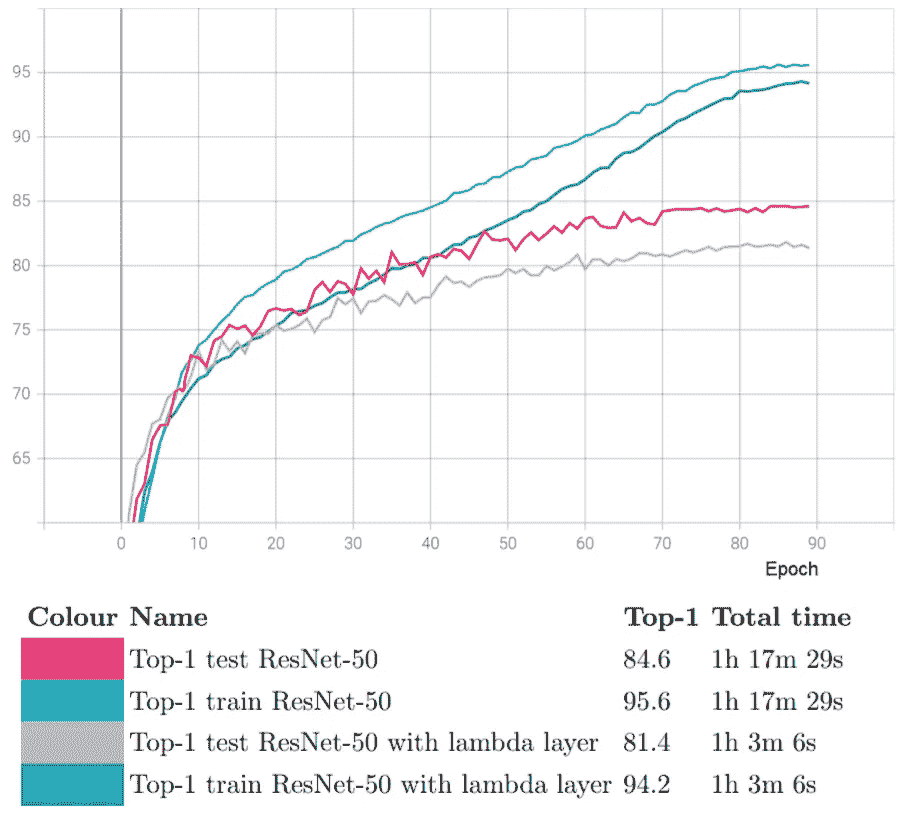 95
90
85
80
75
70
65
0 10 20 30 40 50 60 70 80 90
Epoch
Colour Name Top-1 Total time
Top-1 test ResNet-50 84.6 1h 17m 29s
Top-1 train ResNet-50 95.6 1h 17m 29s
Top-1 test ResNet-50 with lambda layer 81.4 1h 3m 6s
Top-1 train ResNet-50 with lambda layer 94.2 1h 3m 6s